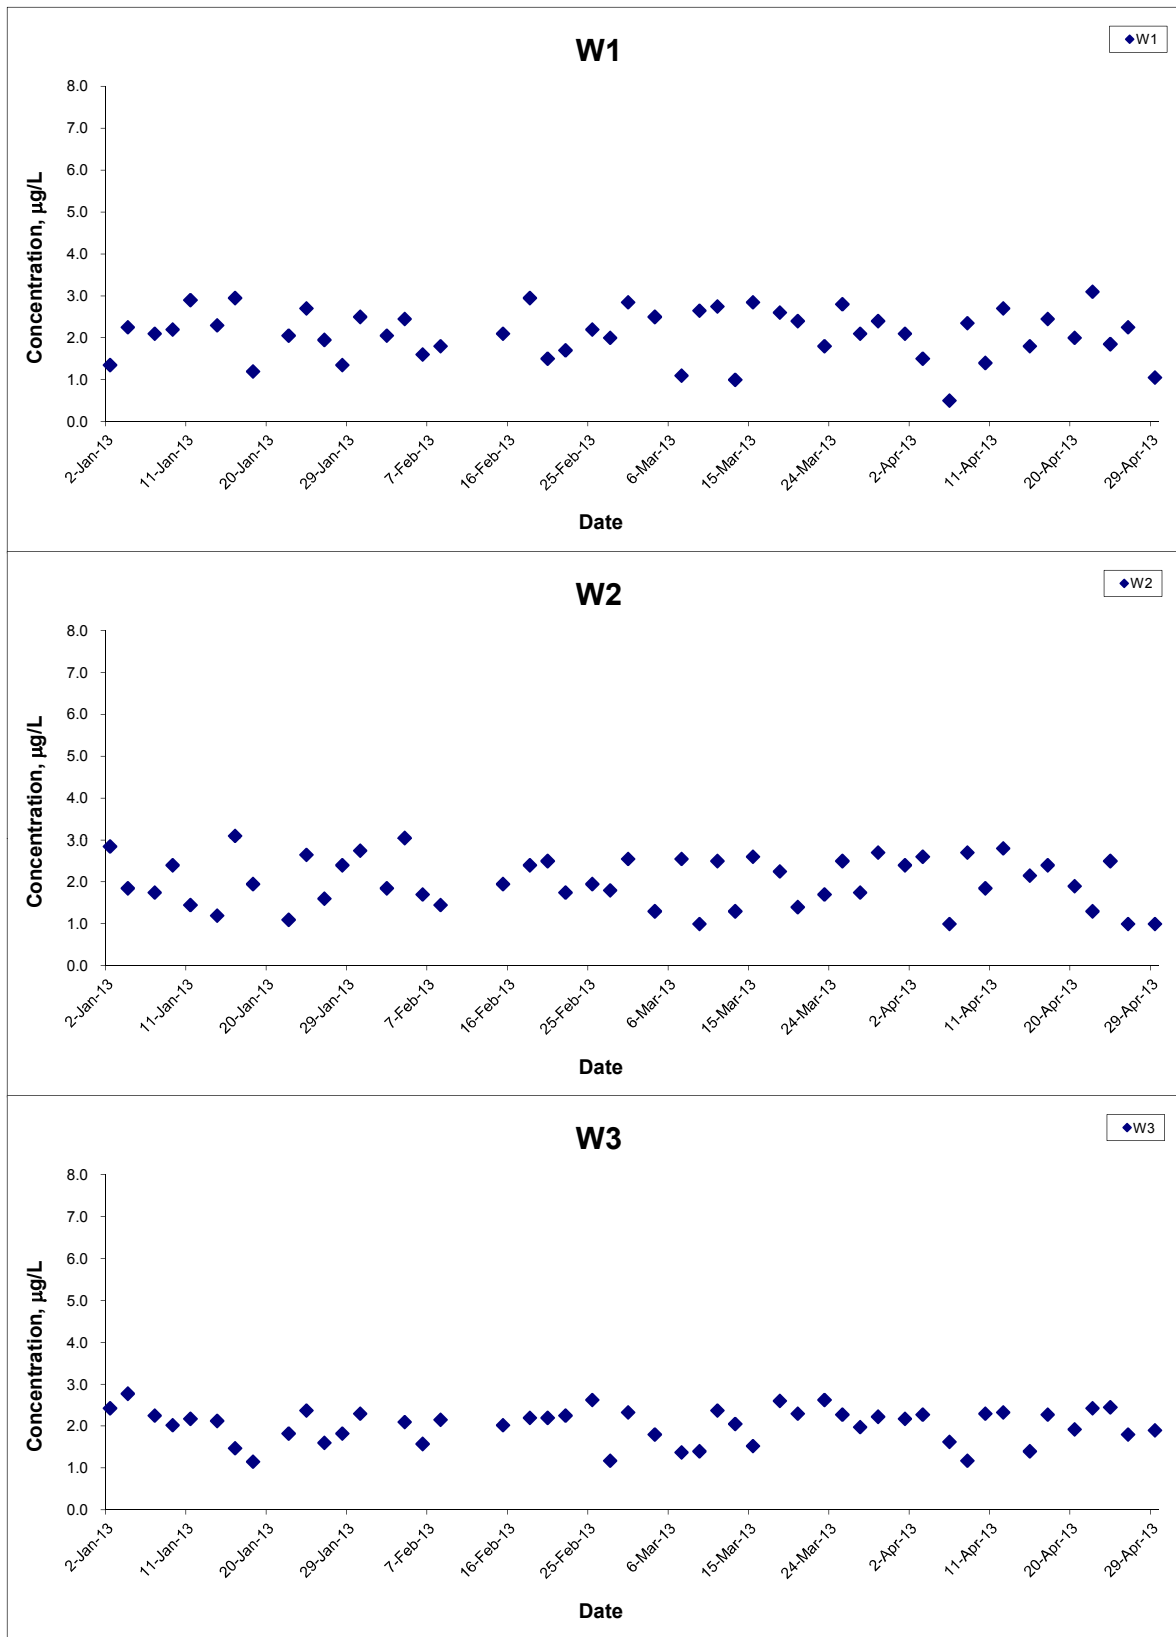 W1
W1
8.0
7.0
6.0
5.0
4.0
3.0
2.0
1.0
0.0
Concentration, µg/L
2-Jan-13
11-Jan-13
20-Jan-13
29-Jan-13
7-Feb-13
16-Feb-13
25-Feb-13
6-Mar-13
15-Mar-13
24-Mar-13
2-Apr-13
11-Apr-13
20-Apr-13
29-Apr-13
Date
W2
W2
8.0
7.0
6.0
5.0
4.0
3.0
2.0
1.0
0.0
Concentration, µg/L
2-Jan-13
11-Jan-13
20-Jan-13
29-Jan-13
7-Feb-13
16-Feb-13
25-Feb-13
6-Mar-13
15-Mar-13
24-Mar-13
2-Apr-13
11-Apr-13
20-Apr-13
29-Apr-13
Date
W3
W3
8.0
7.0
6.0
5.0
4.0
3.0
2.0
1.0
0.0
Concentration, µg/L
2-Jan-13
11-Jan-13
20-Jan-13
29-Jan-13
7-Feb-13
16-Feb-13
25-Feb-13
6-Mar-13
15-Mar-13
24-Mar-13
2-Apr-13
11-Apr-13
20-Apr-13
29-Apr-13
Date